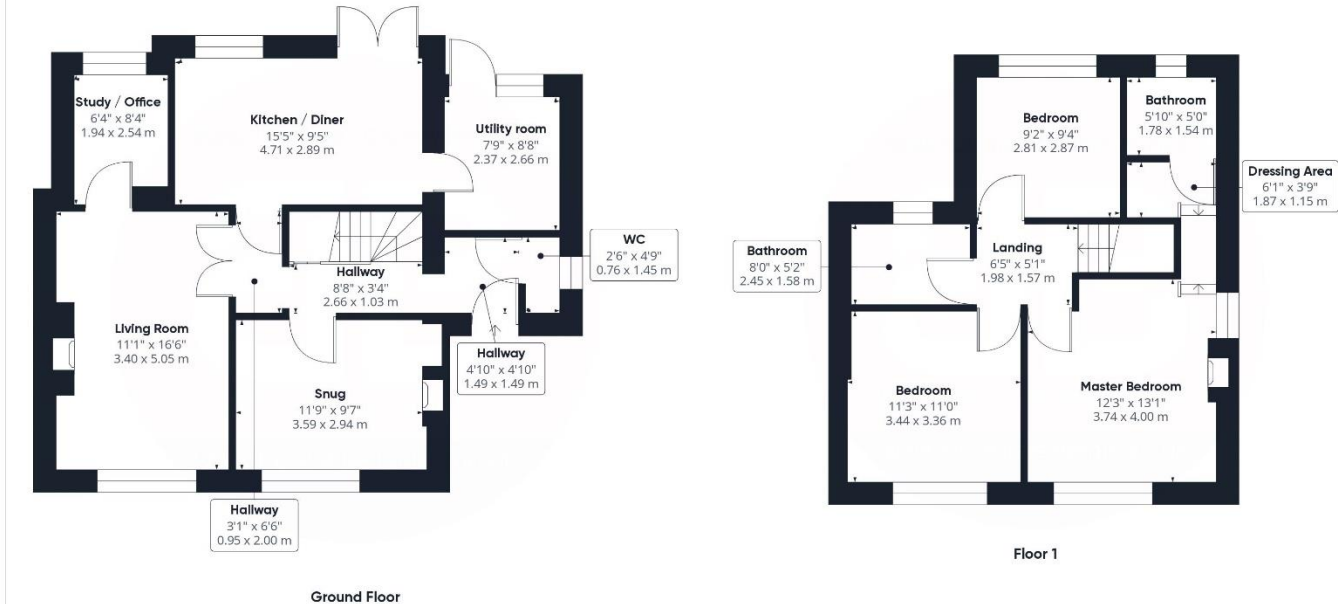 Study / Office
6'4" x 8'4"
1.94 x 2.54 m
Kitchen / Diner
15'5" x 9'5"
4.71 x 2.89 m
Utility room
7'9" x 8'8"
2.37 x 2.66 m
WC
2'6" x 4'9"
0.76 x 1.45 m
Hallway
8'8" x 3'4"
2.66 x 1.03 m
Living Room
11'1" x 16'6"
3.40 x 5.05 m
Hallway
4'10" x 4'10"
1.49 x 1.49 m
Snug
11'9" x 9'7"
3.59 x 2.94 m
Hallway
3'1" x 6'6"
0.95 x 2.00 m
Ground Floor
Bedroom
9'2" x 9'4"
2.81 x 2.87 m
Bathroom
5'10" x 5'0"
1.78 x 1.54 m
Dressing Area
6'1" x 3'9"
1.87 x 1.15 m
Bathroom
8'0" x 5'2"
2.45 x 1.58 m
Landing
6'5" x 5'1"
1.98 x 1.57 m
Bedroom
11'3" x 11'0"
3.44 x 3.36 m
Master Bedroom
12'3" x 13'1"
3.74 x 4.00 m
Floor 1